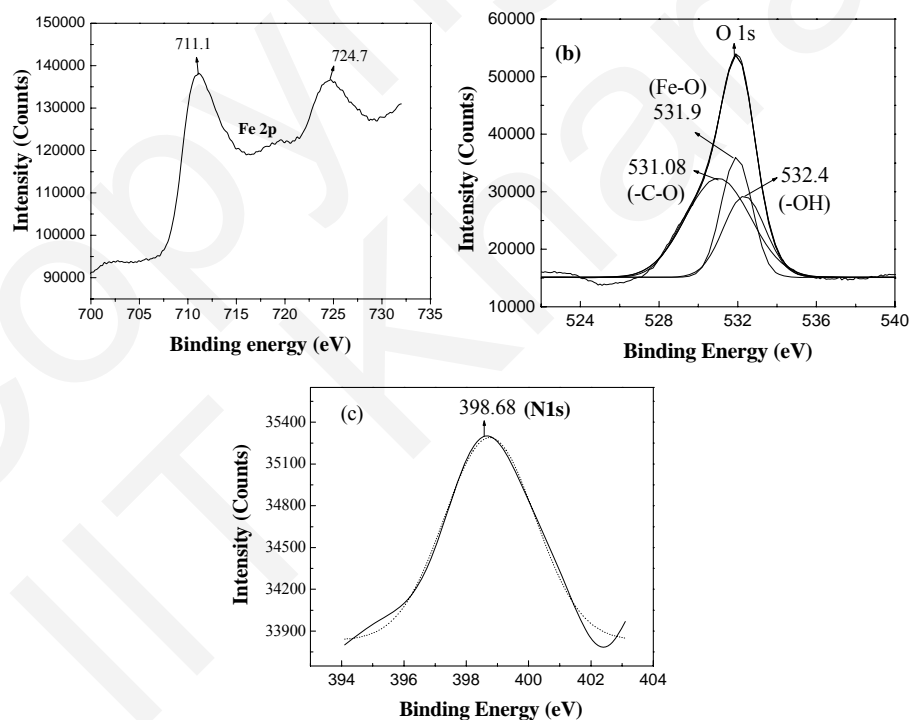 711.1
724.7
Fe 2p
150000
140000
130000
120000
110000
100000
90000
Intensity (Counts)
700 705 710 715 720 725 730 735
Binding energy (eV)
(b)
O 1s
(Fe-O)
531.9
531.08
(-C-O)
532.4
(-OH)
60000
50000
40000
30000
20000
10000
Intensity (Counts)
524 528 532 536 540
Binding Energy (eV)
(c)
398.68 (N1s)
35400
35100
34800
34500
34200
33900
Intensity (Counts)
394 396 398 400 402 404
Binding Energy (eV)